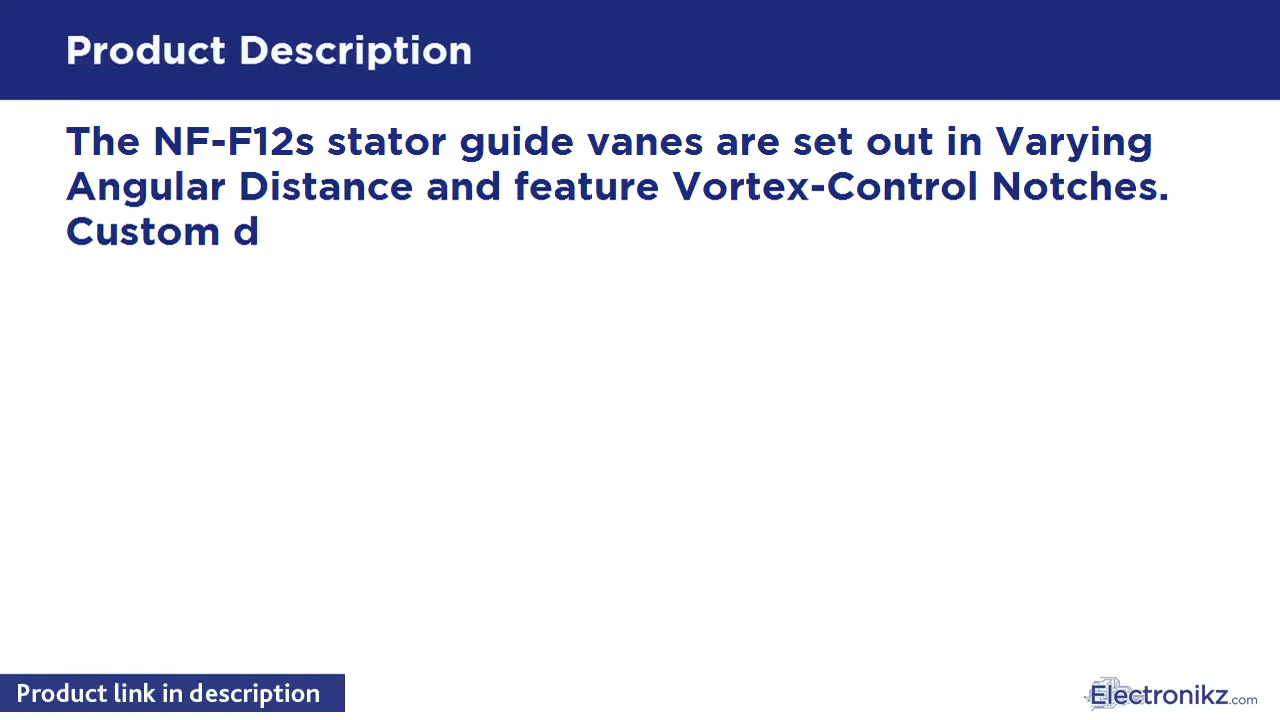 Product Description
The NF-F12s stator guide vanes are set out in Varying
Angular Distance and feature Vortex-Control Notches.
Custom d
Product link in description
Electronikz.com